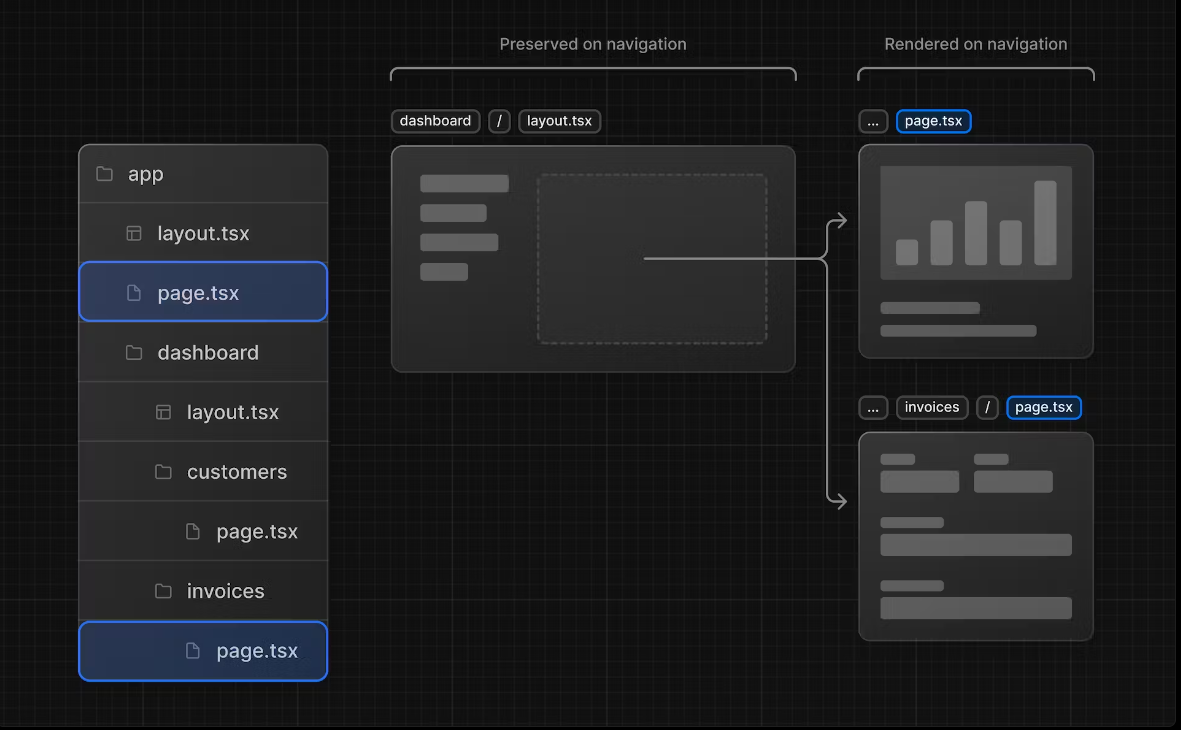 Preserved on navigation
Rendered on navigation
dashboard / layout.tsx
... page.tsx
app
layout.tsx
page.tsx
dashboard
layout.tsx
customers
page.tsx
invoices
page.tsx
... invoices / page.tsx